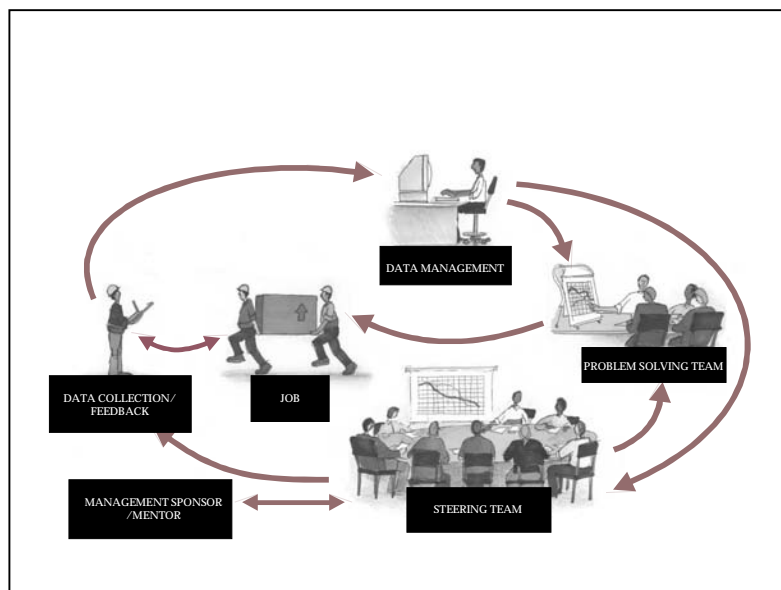 DATA MANAGEMENT
PROBLEM SOLVING TEAM
DATA COLLECTION/
FEEDBACK
JOB
MANAGEMENT SPONSOR
/MENTOR
STEERING TEAM